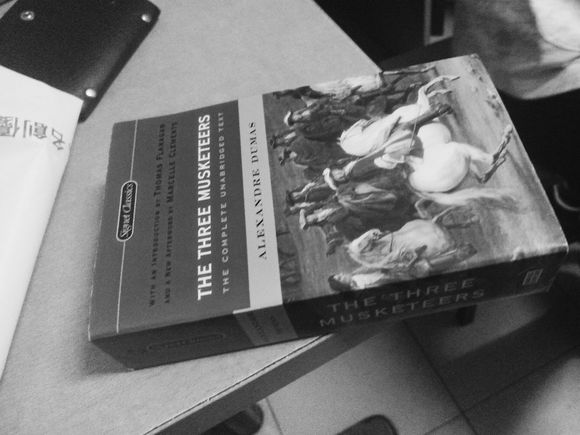 Signet Classics
WITH AN INTRODUCTION BY THOMAS FLANAGAN
AND A NEW AFTERWORD BY MARCELLE CLEMENTS
THE THREE MUSKETEERS
THE COMPLETE UNABRIDGED TEXT
ALEXANDRE DUMAS
THE THREE
MUSKETEERS